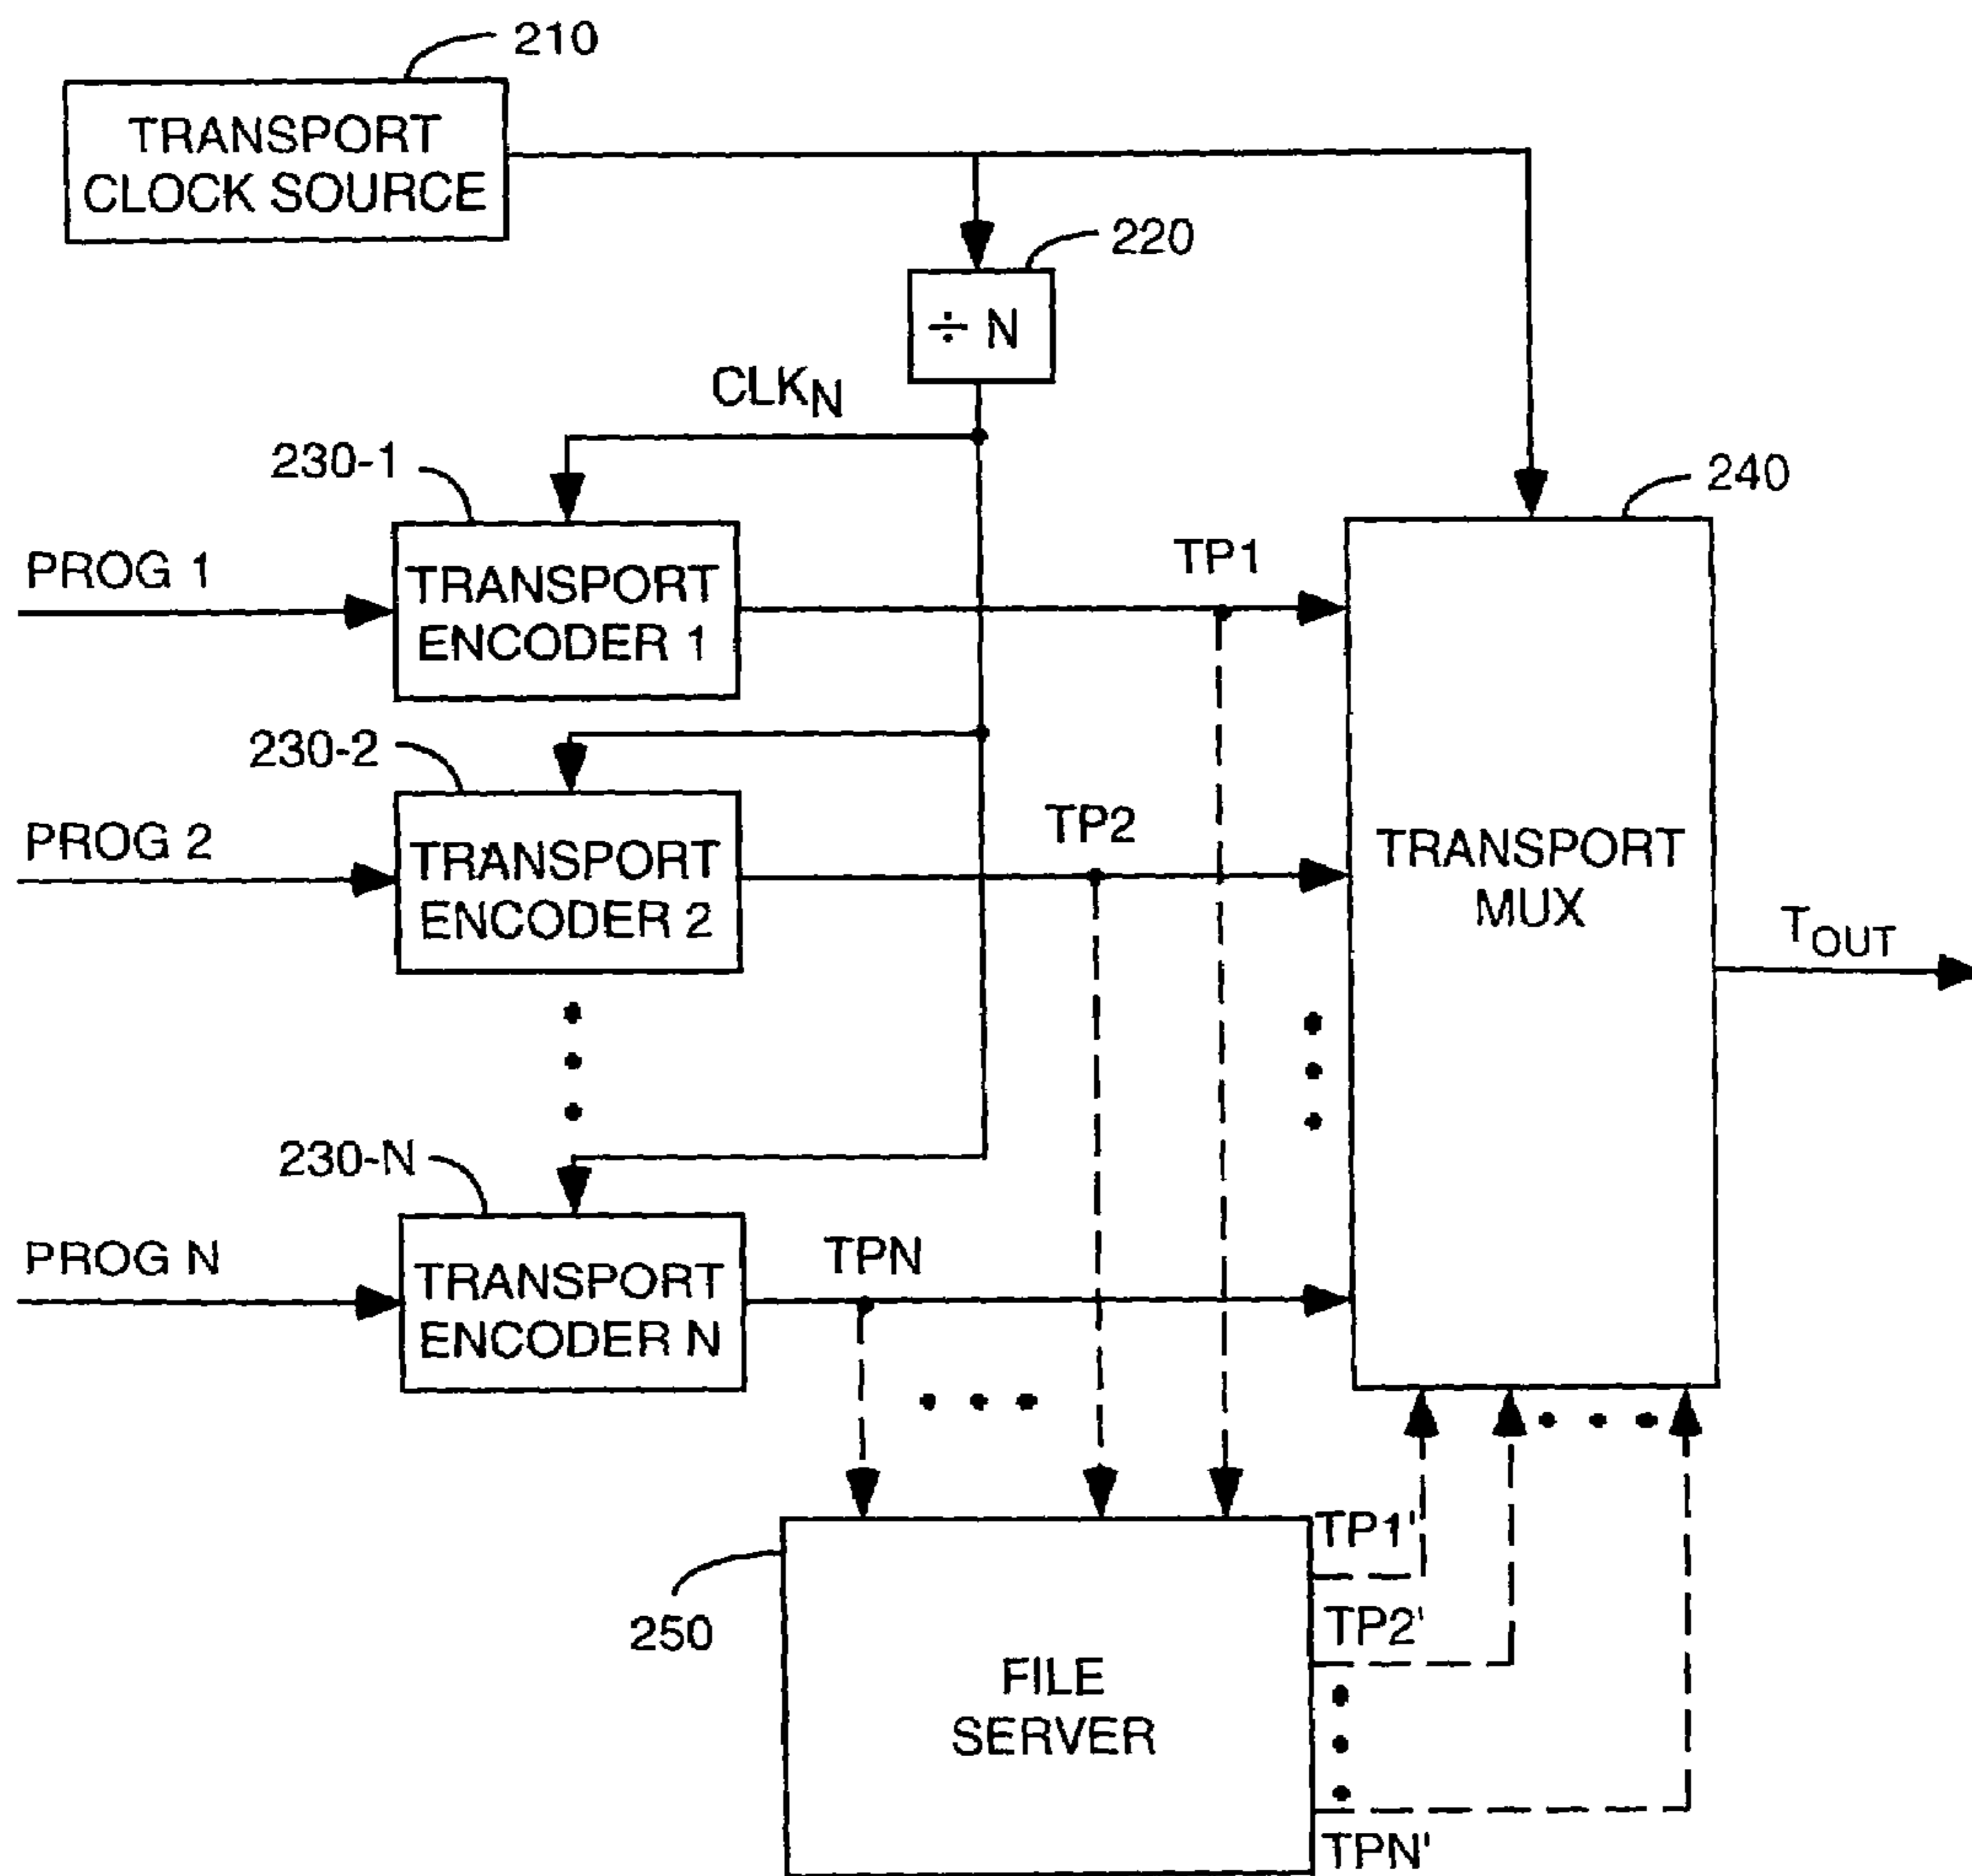 210
TRANSPORT
CLOCK SOURCE
220
÷ N
CLKN
230-1
240
PROG 1
TRANSPORT
ENCODER 1
TP1
230-2
PROG 2
TRANSPORT
ENCODER 2
TP2
TRANSPORT
MUX
TOUT
230-N
PROG N
TRANSPORT
ENCODER N
TPN
TP1'
250
TP2'
FILE
SERVER
TPN'